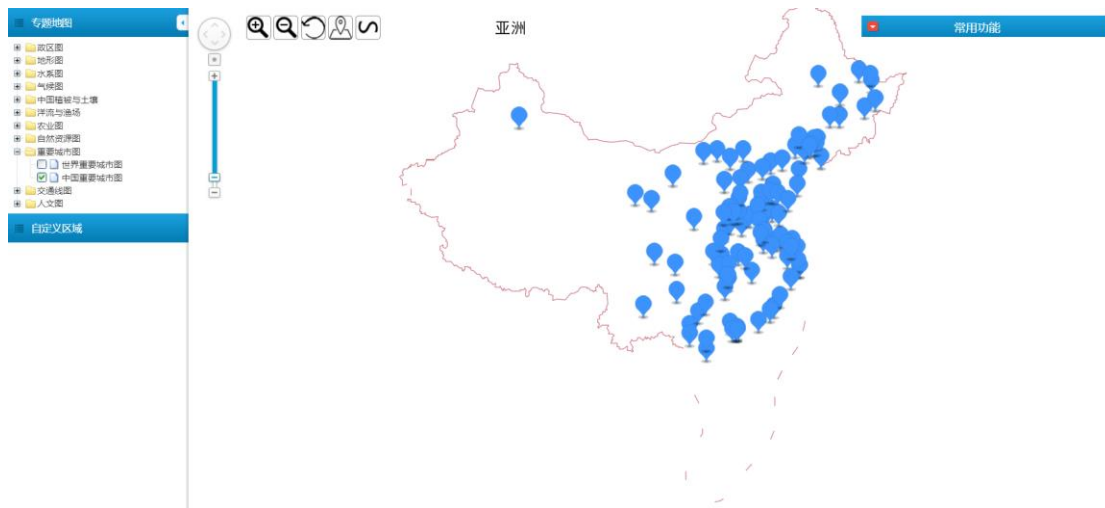 专题地图
亚洲
常用功能
政区图
地形图
水系图
气候图
中国植被与土壤
洋流与渔场
农业图
自然资源图
重要城市图
世界重要城市图
中国重要城市图
交通线图
人文图
自定义区域